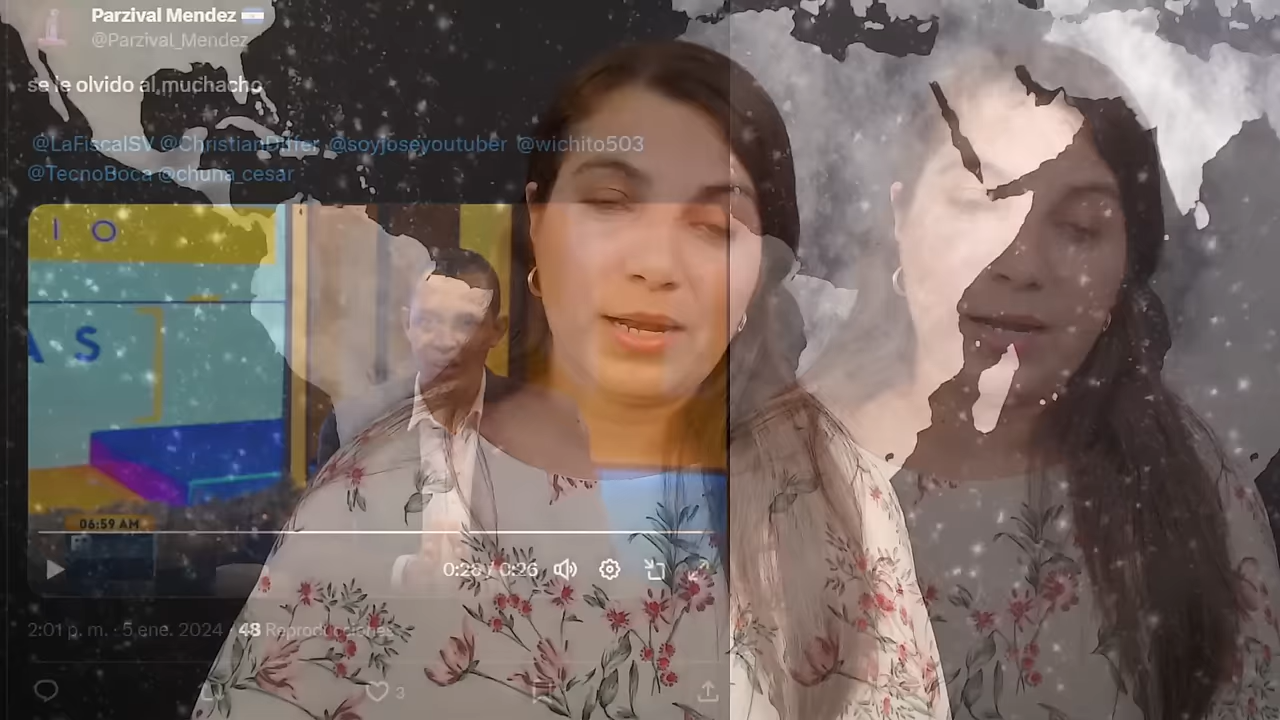 Parzival Mendez
@Parzival_Mendez
se le olvido al muchacho
@LaFiscalSV @ChristianDiffer @soyjoseyoutuber @wichito503
@TecnoBoca @chuna_cesar
I O
A S
06:59 AM
0:26 / 0:26
2:01 p. m. · 5 ene. 2024 · 48 Reproducciones
3